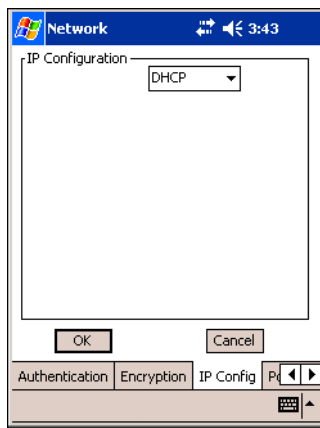 Network 3:43
IP Configuration
DHCP
OK Cancel
Authentication Encryption IP Config